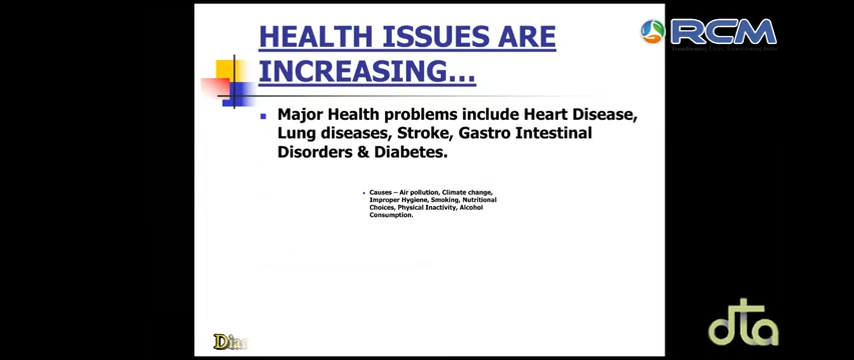 HEALTH ISSUES ARE
INCREASING...
RCM
Major Health problems include Heart Disease,
Lung diseases, Stroke, Gastro Intestinal
Disorders & Diabetes.
Causes – Air pollution, Climate change,
Improper Hygiene, Smoking, Nutritional
Choices, Physical Inactivity, Alcohol
Consumption.
dta